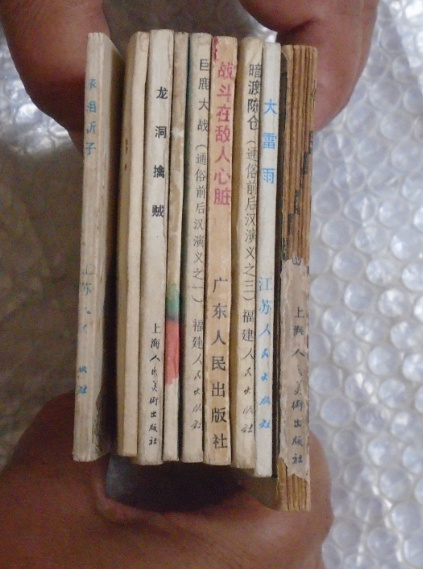 龙洞擒贼
上海人民美术出版社
巨鹿大战(通俗前后汉演义之一)
福建人民出版社
战斗在敌人心脏
广东人民出版社
暗渡陈仓(通俗前后汉演义之三)
福建人民出版社
大雷雨
江苏人民出版社
上海人
出版社